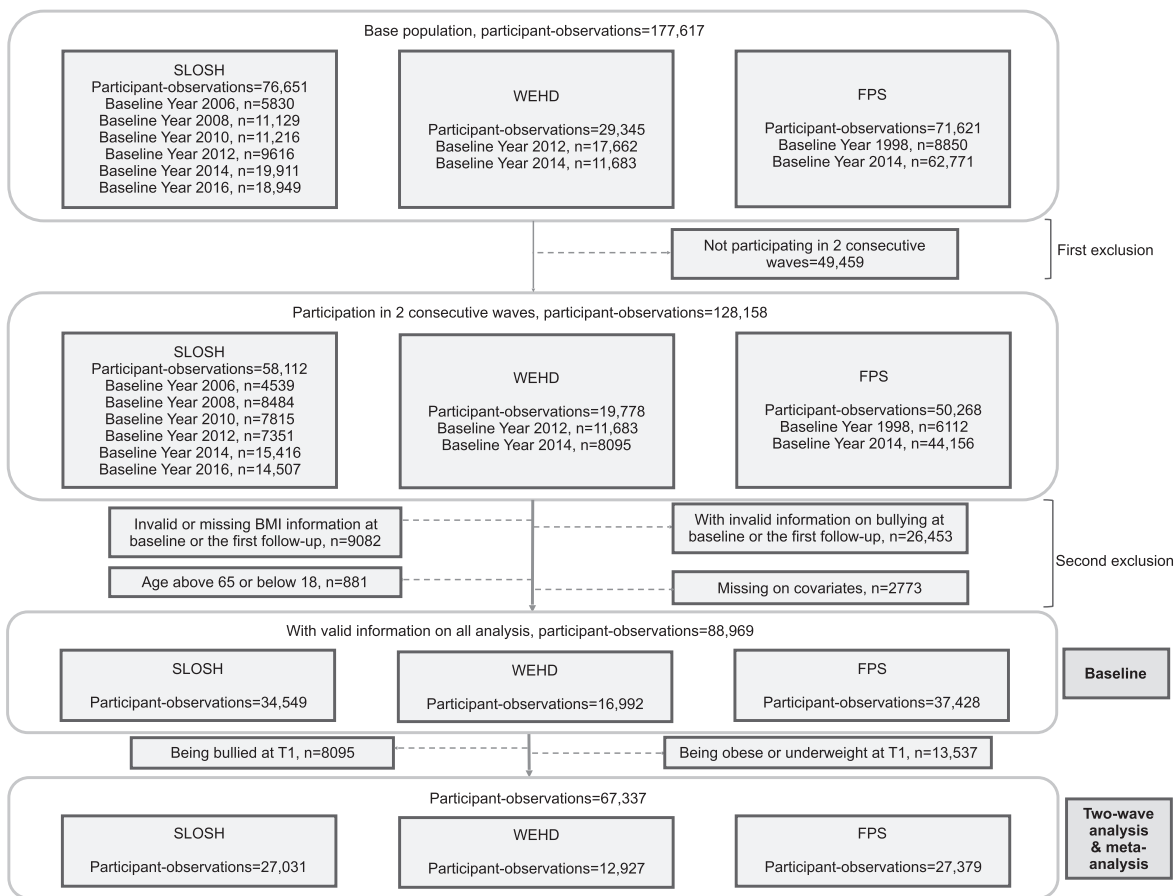 Base population, participant-observations=177,617
SLOSH
Participant-observations=76,651
Baseline Year 2006, n=5830
Baseline Year 2008, n=11,129
Baseline Year 2010, n=11,216
Baseline Year 2012, n=9616
Baseline Year 2014, n=19,911
Baseline Year 2016, n=18,949
WEHD
Participant-observations=29,345
Baseline Year 2012, n=17,662
Baseline Year 2014, n=11,683
FPS
Participant-observations=71,621
Baseline Year 1998, n=8850
Baseline Year 2014, n=62,771
Not participating in 2 consecutive
waves=49,459
First exclusion
Participation in 2 consecutive waves, participant-observations=128,158
SLOSH
Participant-observations=58,112
Baseline Year 2006, n=4539
Baseline Year 2008, n=8484
Baseline Year 2010, n=7815
Baseline Year 2012, n=7351
Baseline Year 2014, n=15,416
Baseline Year 2016, n=14,507
WEHD
Participant-observations=19,778
Baseline Year 2012, n=11,683
Baseline Year 2014, n=8095
FPS
Participant-observations=50,268
Baseline Year 1998, n=6112
Baseline Year 2014, n=44,156
Invalid or missing BMI information at
baseline or the first follow-up, n=9082
With invalid information on bullying at
baseline or the first follow-up, n=26,453
Age above 65 or below 18, n=881
Missing on covariates, n=2773
Second exclusion
With valid information on all analysis, participant-observations=88,969
SLOSH
Participant-observations=34,549
WEHD
Participant-observations=16,992
FPS
Participant-observations=37,428
Baseline
Being bullied at T1, n=8095
Being obese or underweight at T1, n=13,537
Participant-observations=67,337
SLOSH
Participant-observations=27,031
WEHD
Participant-observations=12,927
FPS
Participant-observations=27,379
Two-wave
analysis
& meta-
analysis